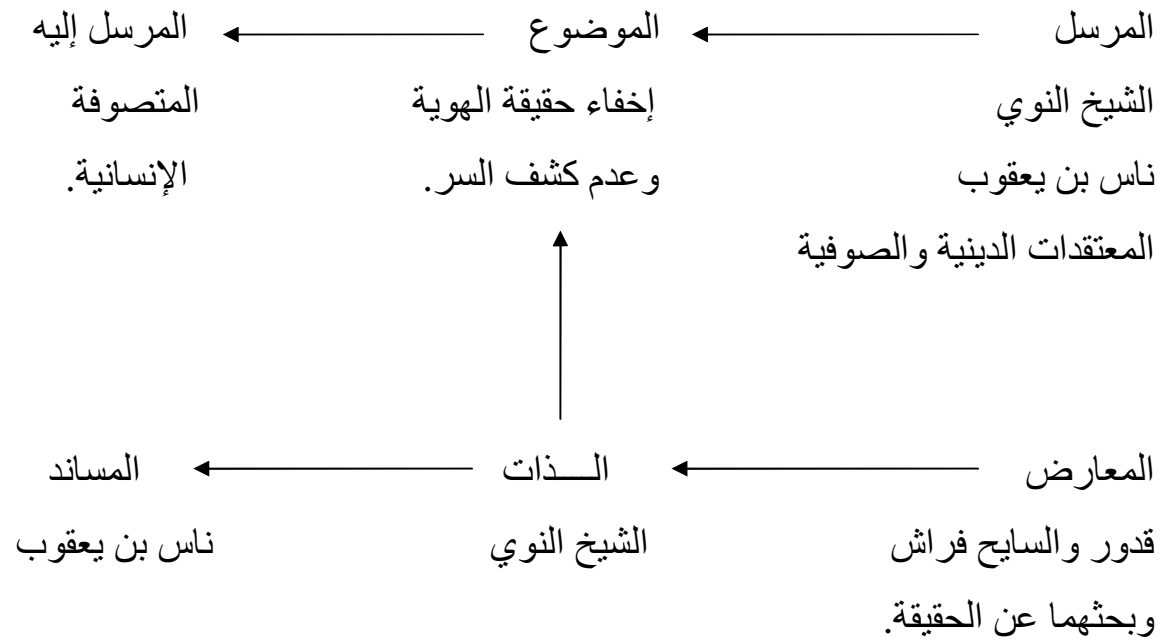 المرسل الموضوع المرسل إليه
الشيخ النوي إخفاء حقيقة الهوية المتصوفة
ناس بن يعقوب وعدم كشف السر. الإنسانية.
المعتقدات الدينية والصوفية
المعارض الـــذات المساند
قدور والسايح فراش الشيخ النوي ناس بن يعقوب
وبحثهما عن الحقيقة.